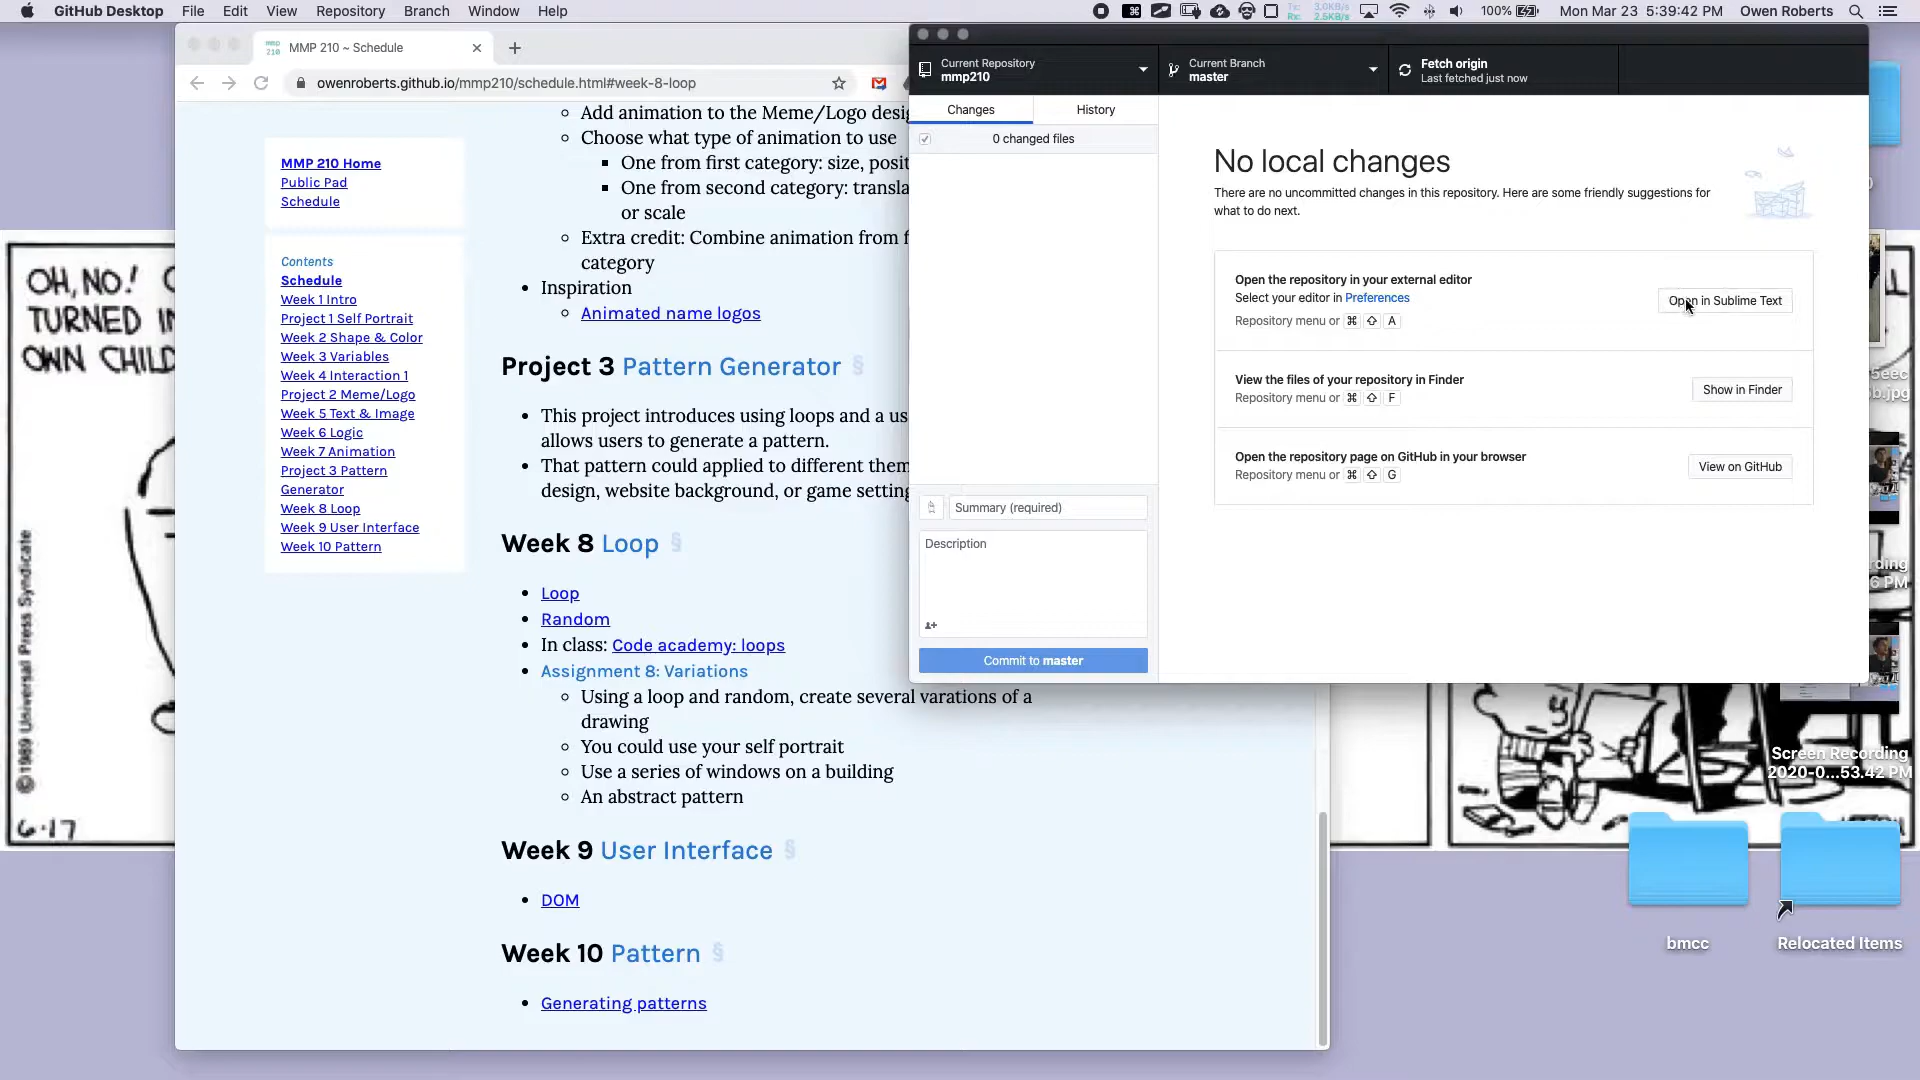 GitHub Desktop File Edit View Repository Branch Window Help
100% Mon Mar 23 5:39:42 PM Owen Roberts
MMP 210 ~ Schedule
owenroberts.github.io/mmp210/schedule.html#week-8-loop
MMP 210 Home
Public Pad
Schedule
Contents
Schedule
Week 1 Intro
Project 1 Self Portrait
Week 2 Shape & Color
Week 3 Variables
Week 4 Interaction 1
Project 2 Meme/Logo
Week 5 Text & Image
Week 6 Logic
Week 7 Animation
Project 3 Pattern
Generator
Week 8 Loop
Week 9 User Interface
Week 10 Pattern
Add animation to the Meme/Logo
Choose what type of animation to use
One from first category: size,
One from second category:
or scale
Extra credit: Combine animation from
category
Inspiration
Animated name logos
Project 3 Pattern Generator §
This project introduces using loops and a
allows users to generate a pattern.
That pattern could applied to different
design, website background, or game
Week 8 Loop §
Loop
Random
In class: Code academy: loops
Assignment 8: Variations
Using a loop and random, create several varations of a
drawing
You could use your self portrait
Use a series of windows on a building
An abstract pattern
Week 9 User Interface §
DOM
Week 10 Pattern §
Generating patterns
Current Repository
mmp210
Current Branch
master
Fetch origin
Last fetched just now
Changes
History
0 changed files
Summary (required)
Description
Commit to master
No local changes
There are no uncommitted changes in this repository. Here are some friendly suggestions for
what to do next.
Open the repository in your external editor
Select your editor in Preferences
Repository menu or ⌘ ⇧ A
Open in Sublime Text
View the files of your repository in Finder
Repository menu or ⌘ ⇧ F
Show in Finder
Open the repository page on GitHub in your browser
Repository menu or ⌘ ⇧ G
View on GitHub
OH, NO!
TURNED IN
OWN CHILD
©1989 Universal Press Syndicate
6·17
Screen Recording
2020-0...53.42 PM
bmcc
Relocated Items